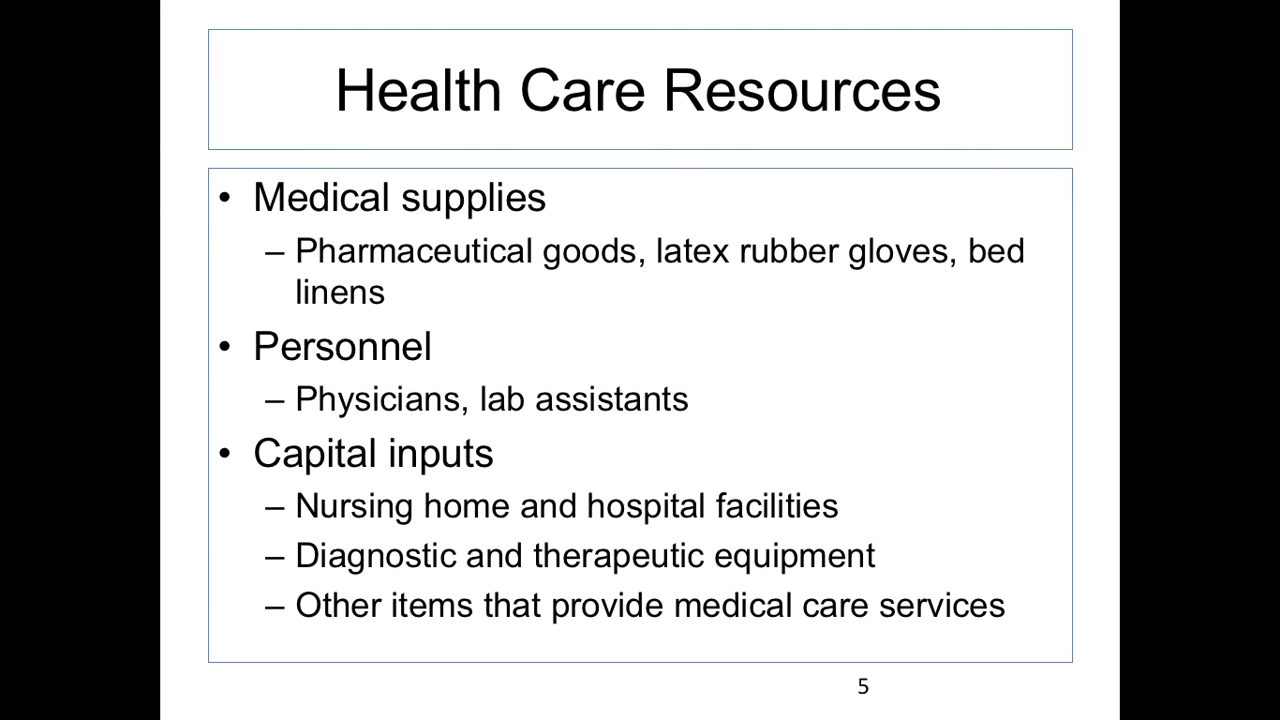 Health Care Resources
• Medical supplies
– Pharmaceutical goods, latex rubber gloves, bed
linens
• Personnel
– Physicians, lab assistants
• Capital inputs
– Nursing home and hospital facilities
– Diagnostic and therapeutic equipment
– Other items that provide medical care services
5